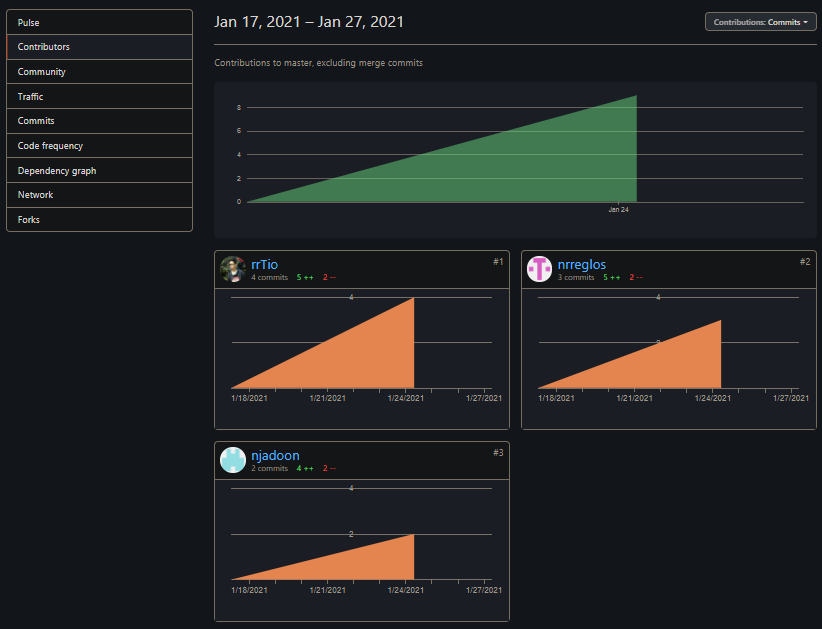 Pulse
Contributors
Community
Traffic
Commits
Code frequency
Dependency graph
Network
Forks
Jan 17, 2021 – Jan 27, 2021
Contributions: Commits
Contributions to master, excluding merge commits
8
6
4
2
0
Jan 24
rrTio #1
4 commits 5 ++ 2 --
4
1/18/2021 1/21/2021 1/24/2021 1/27/2021
nrreglos #2
3 commits 5 ++ 2 --
4
2
1/18/2021 1/21/2021 1/24/2021 1/27/2021
njadoon #3
2 commits 4 ++ 2 --
4
2
1/18/2021 1/21/2021 1/24/2021 1/27/2021